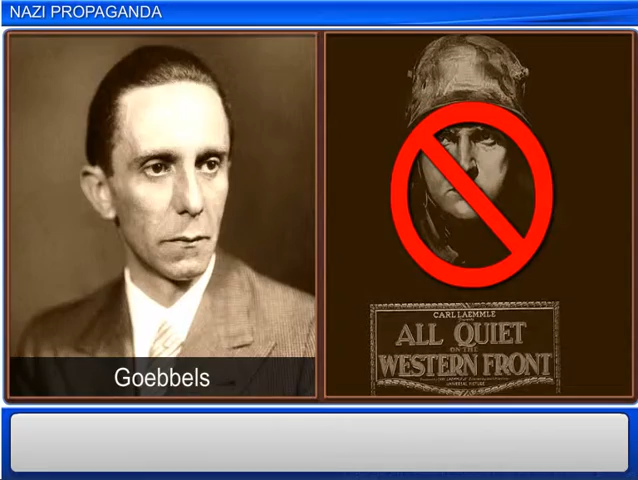 NAZI PROPAGANDA
Goebbels
CARL LAEMMLE
ALL QUIET
ON THE
WESTERN FRONT